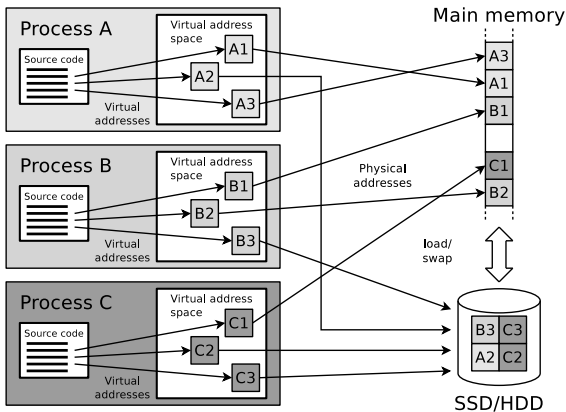 Process A
Source code
Virtual addresses
Virtual address
space
A1
A2
A3
Process B
Source code
Virtual addresses
Virtual address
space
B1
B2
B3
Process C
Source code
Virtual addresses
Virtual address
space
C1
C2
C3
Physical
addresses
Main memory
A3
A1
B1
C1
B2
load/
swap
B3 C3
A2 C2
SSD/HDD